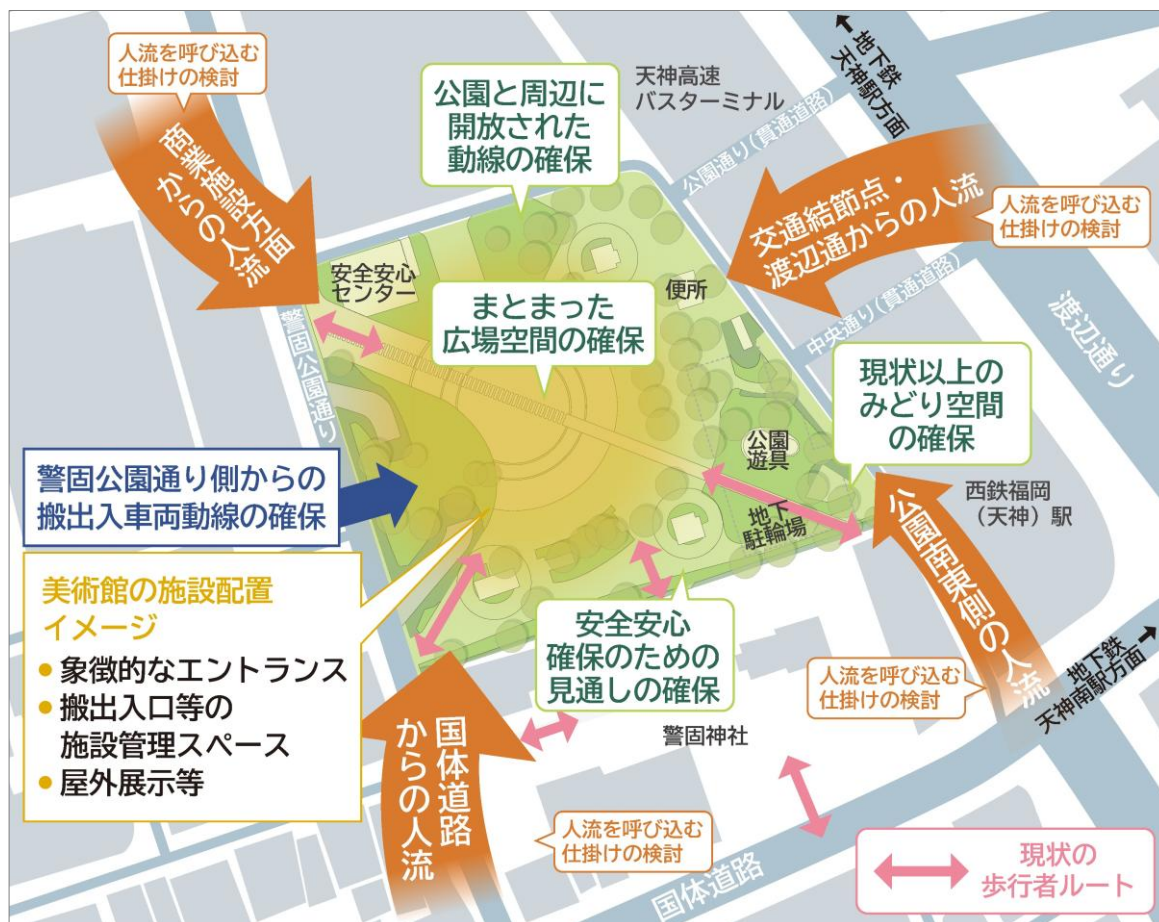 人流を呼び込む
仕掛けの検討
商業施設方面
からの人流
公園と周辺に
開放された
動線の確保
天神高速
バスターミナル
地下鉄
天神駅方面
公園通り(貫通道路)
交通結節点・
渡辺通からの人流
人流を呼び込む
仕掛けの検討
安全安心
センター
便所
まとまった
広場空間の確保
中央通り(貫通道路)
渡辺通り
警固公園通り
現状以上の
みどり空間
の確保
公園
遊具
地下
駐輪場
警固公園通り側からの
搬出入車両動線の確保
西鉄福岡
(天神)駅
公園南東側の人流
美術館の施設配置
イメージ
●象徴的なエントランス
●搬出入口等の
施設管理スペース
●屋外展示等
安全安心
確保のための
見通しの確保
人流を呼び込む
仕掛けの検討
地下鉄
天神南駅方面
国体道路
からの人流
警固神社
人流を呼び込む
仕掛けの検討
国体道路
現状の
歩行者ルート